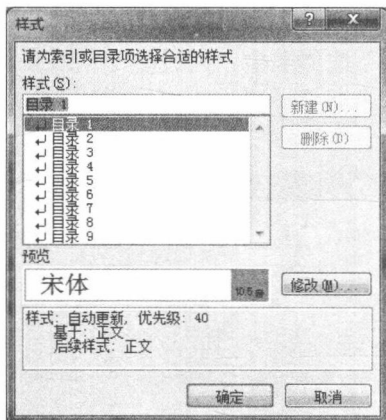 样式
请为索引或目录项选择合适的样式
样式(S):
目录 1
新建(N)...
目录 1
目录 2
删除(D)
目录 3
目录 4
目录 5
目录 6
目录 7
目录 8
目录 9
预览
宋体
10.5 磅
修改(M)...
样式: 自动更新, 优先级: 40
基于: 正文
后续样式: 正文
确定
取消